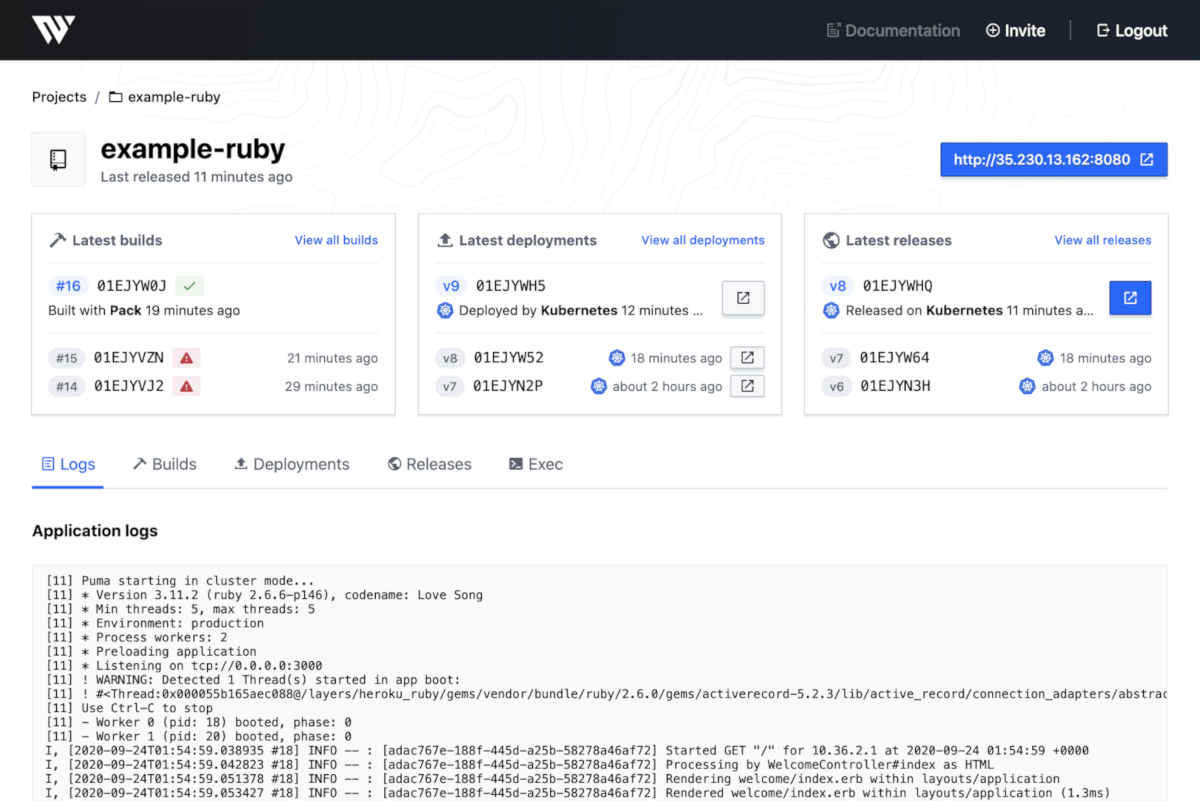 Documentation Invite Logout
Projects / example-ruby
example-ruby
Last released 11 minutes ago
http://35.230.13.162:8080
Latest builds View all builds
#16 01EJYW0J
Built with Pack 19 minutes ago
#15 01EJYVZN 21 minutes ago
#14 01EJYVJ2 29 minutes ago
Latest deployments View all deployments
v9 01EJYWH5
Deployed by Kubernetes 12 minutes ...
v8 01EJYW52 18 minutes ago
v7 01EJYN2P about 2 hours ago
Latest releases View all releases
v8 01EJYWHQ
Released on Kubernetes 11 minutes a...
v7 01EJYW64 18 minutes ago
v6 01EJYN3H about 2 hours ago
Logs Builds Deployments Releases Exec
Application logs
[11] Puma starting in cluster mode...
[11] * Version 3.11.2 (ruby 2.6.6-p146), codename: Love Song
[11] * Min threads: 5, max threads: 5
[11] * Environment: production
[11] * Process workers: 2
[11] * Preloading application
[11] * Listening on tcp://0.0.0.0:3000
[11] ! WARNING: Detected 1 Thread(s) started in app boot:
[11] ! #<Thread:0x000055b165aec088@/layers/heroku_ruby/gems/vendor/bundle/ruby/2.6.0/gems/activerecord-5.2.3/lib/active_record/connection_adapters/abstrac
[11] Use Ctrl-C to stop
[11] - Worker 0 (pid: 18) booted, phase: 0
[11] - Worker 1 (pid: 20) booted, phase: 0
I, [2020-09-24T01:54:59.038935 #18] INFO -- : [adac767e-188f-445d-a25b-58278a46af72] Started GET "/" for 10.36.2.1 at 2020-09-24 01:54:59 +0000
I, [2020-09-24T01:54:59.042823 #18] INFO -- : [adac767e-188f-445d-a25b-58278a46af72] Processing by WelcomeController#index as HTML
I, [2020-09-24T01:54:59.051378 #18] INFO -- : [adac767e-188f-445d-a25b-58278a46af72] Rendering welcome/index.erb within layouts/application
I, [2020-09-24T01:54:59.053427 #18] INFO -- : [adac767e-188f-445d-a25b-58278a46af72] Rendered welcome/index.erb within layouts/application (1.3ms)